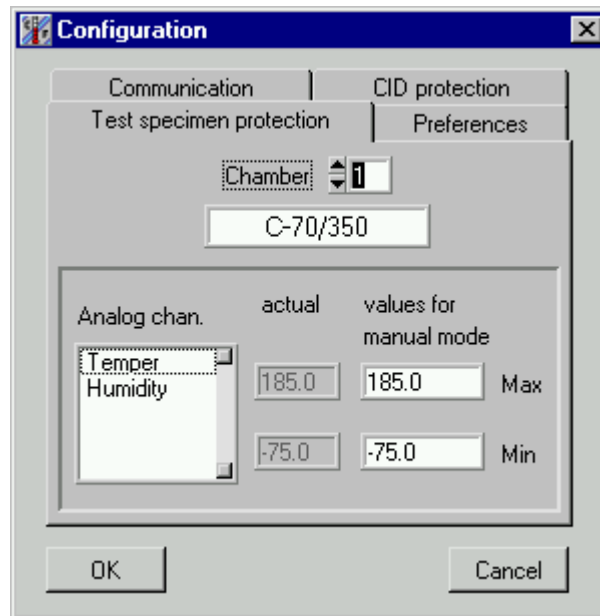 Configuration
Communication CID protection
Test specimen protection Preferences
Chamber 1
C-70/350
Analog chan. actual values for
manual mode
Temper 185.0 185.0 Max
Humidity
-75.0 -75.0 Min
OK Cancel